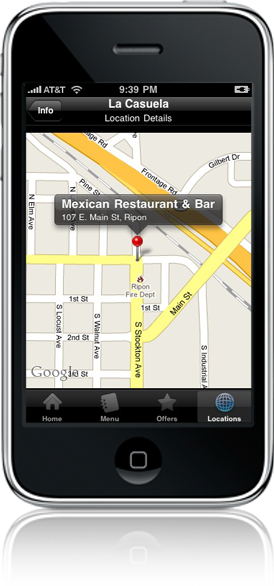 AT&T 9:39 PM
Info
La Casuela
Location Details
Frontage Rd
Gilbert Dr
Pine St
Mexican Restaurant & Bar
107 E. Main St, Ripon
N Elm Ave
Ripon
Fire Dept
1st St
1st St
Main St
S Locust Ave
S Walnut Ave
2nd St
S Stockton Ave
S Industrial A
Google
3rd St
Home
Menu
Offers
Locations